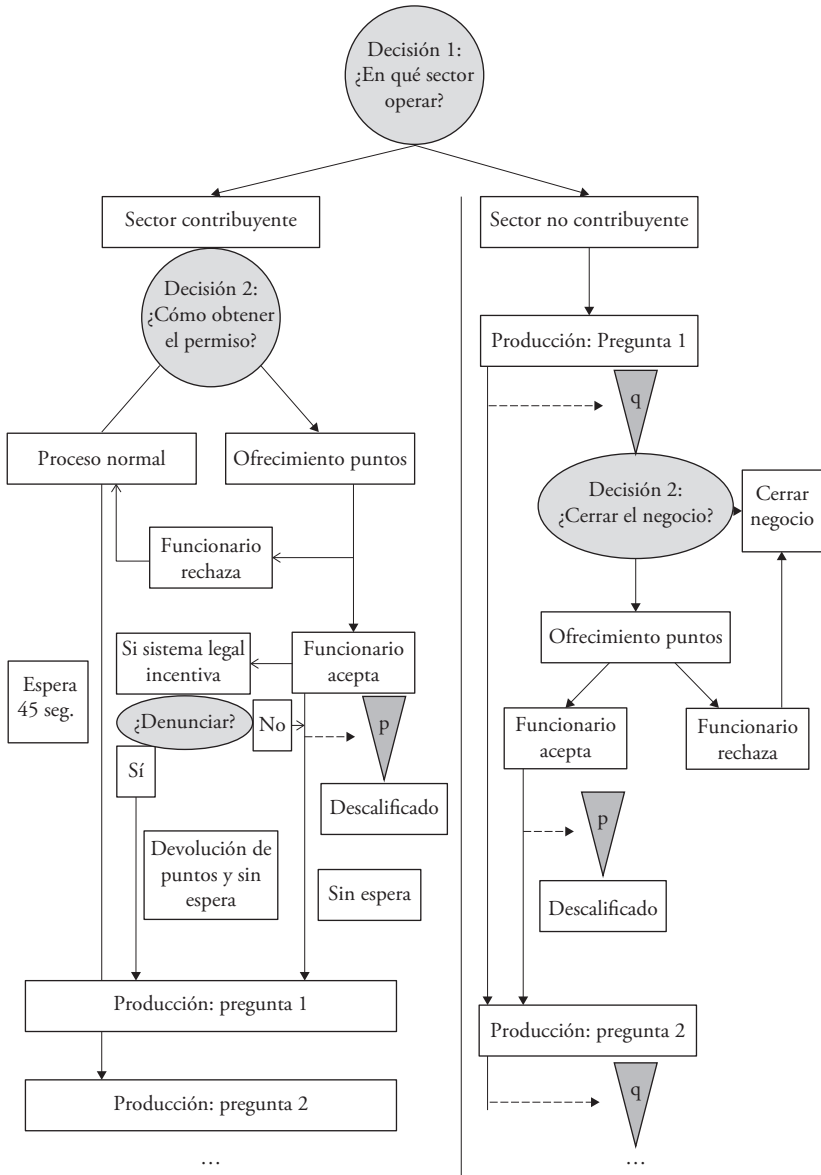 Decisión 1:
¿En qué sector
operar?
Sector contribuyente
Decisión 2:
¿Cómo obtener
el permiso?
Proceso normal
Ofrecimiento puntos
Funcionario
rechaza
Si sistema legal
incentiva
Funcionario
acepta
Espera
45 seg.
¿Denunciar?
No
p
Sí
Descalificado
Devolución de
puntos y sin
espera
Sin espera
Producción: pregunta 1
Producción: pregunta 2
...
Sector no contribuyente
Producción: Pregunta 1
q
Decisión 2:
¿Cerrar el negocio?
Cerrar
negocio
Ofrecimiento puntos
Funcionario
acepta
Funcionario
rechaza
p
Descalificado
Producción: pregunta 2
q
...